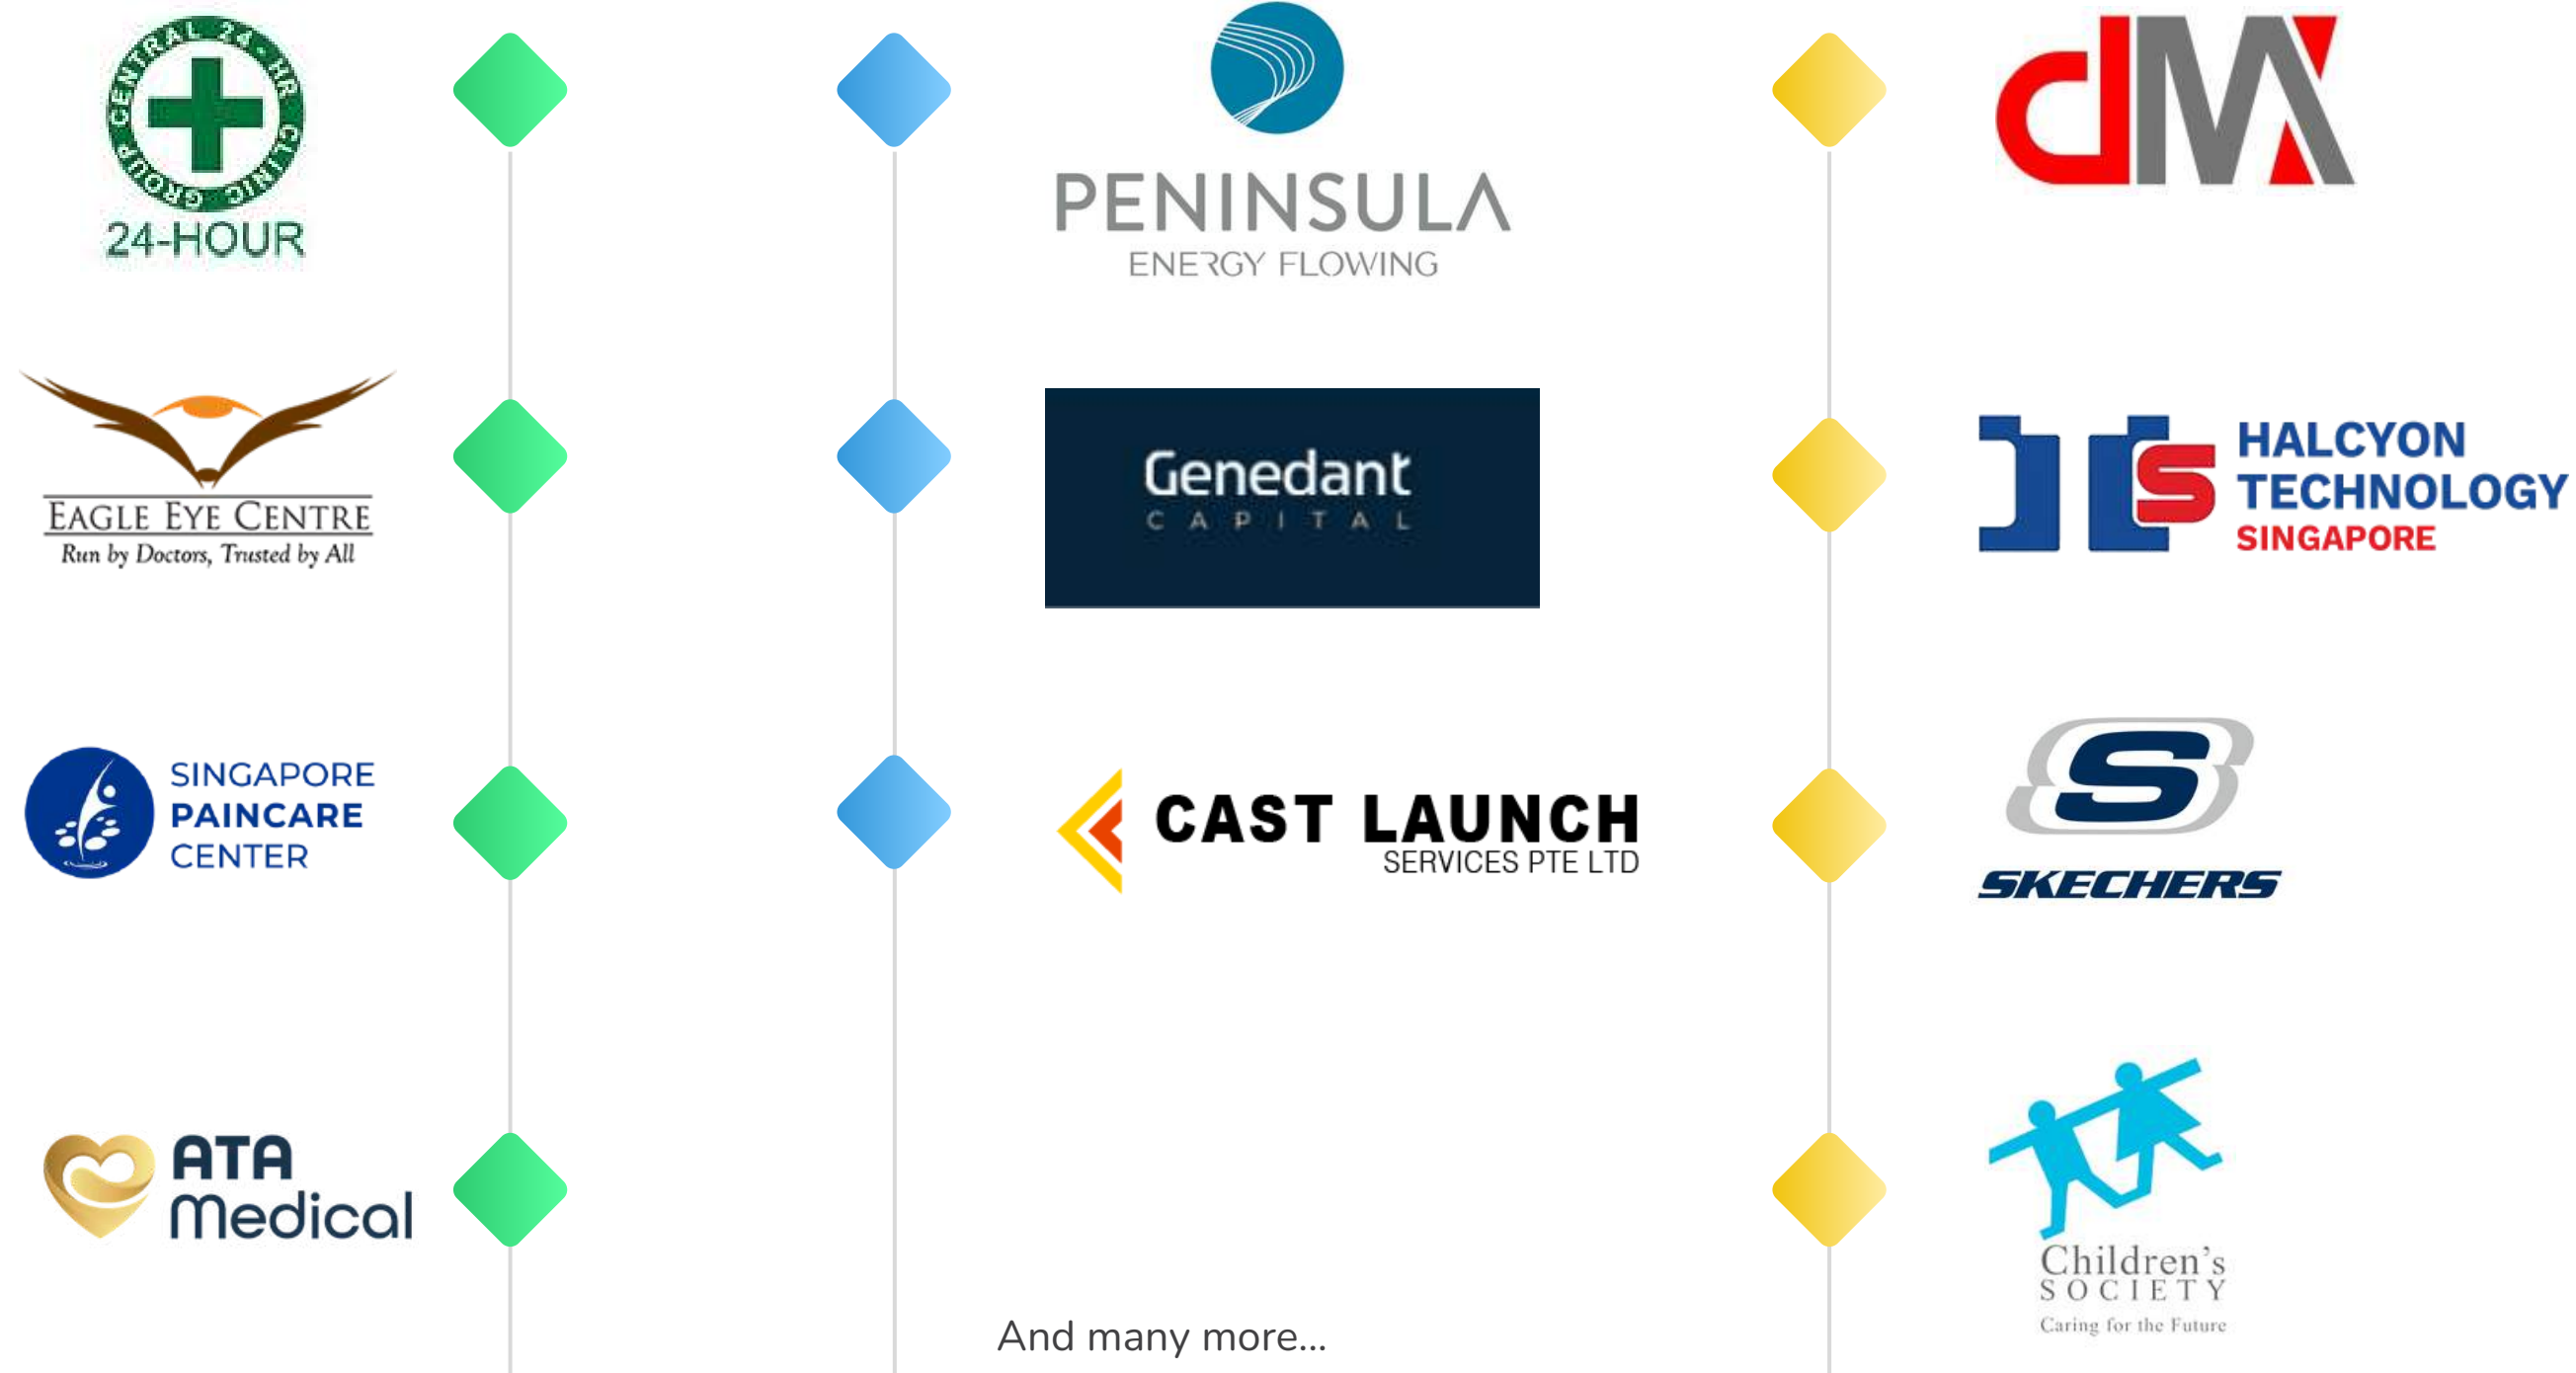 CENTRAL 24-HR CLINIC GROUP
24-HOUR
EAGLE EYE CENTRE
Run by Doctors, Trusted by All
SINGAPORE
PAINCARE
CENTER
ATA
Medical
PENINSULA
ENERGY FLOWING
Genedant
CAPITAL
CAST LAUNCH
SERVICES PTE LTD
And many more...
dMX
HALCYON
TECHNOLOGY
SINGAPORE
S
SKECHERS
Children's
SOCIETY
Caring for the Future